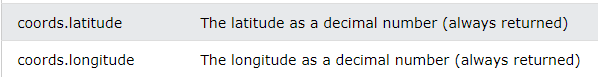 coords.latitude The latitude as a decimal number (always returned)
coords.longitude The longitude as a decimal number (always returned)